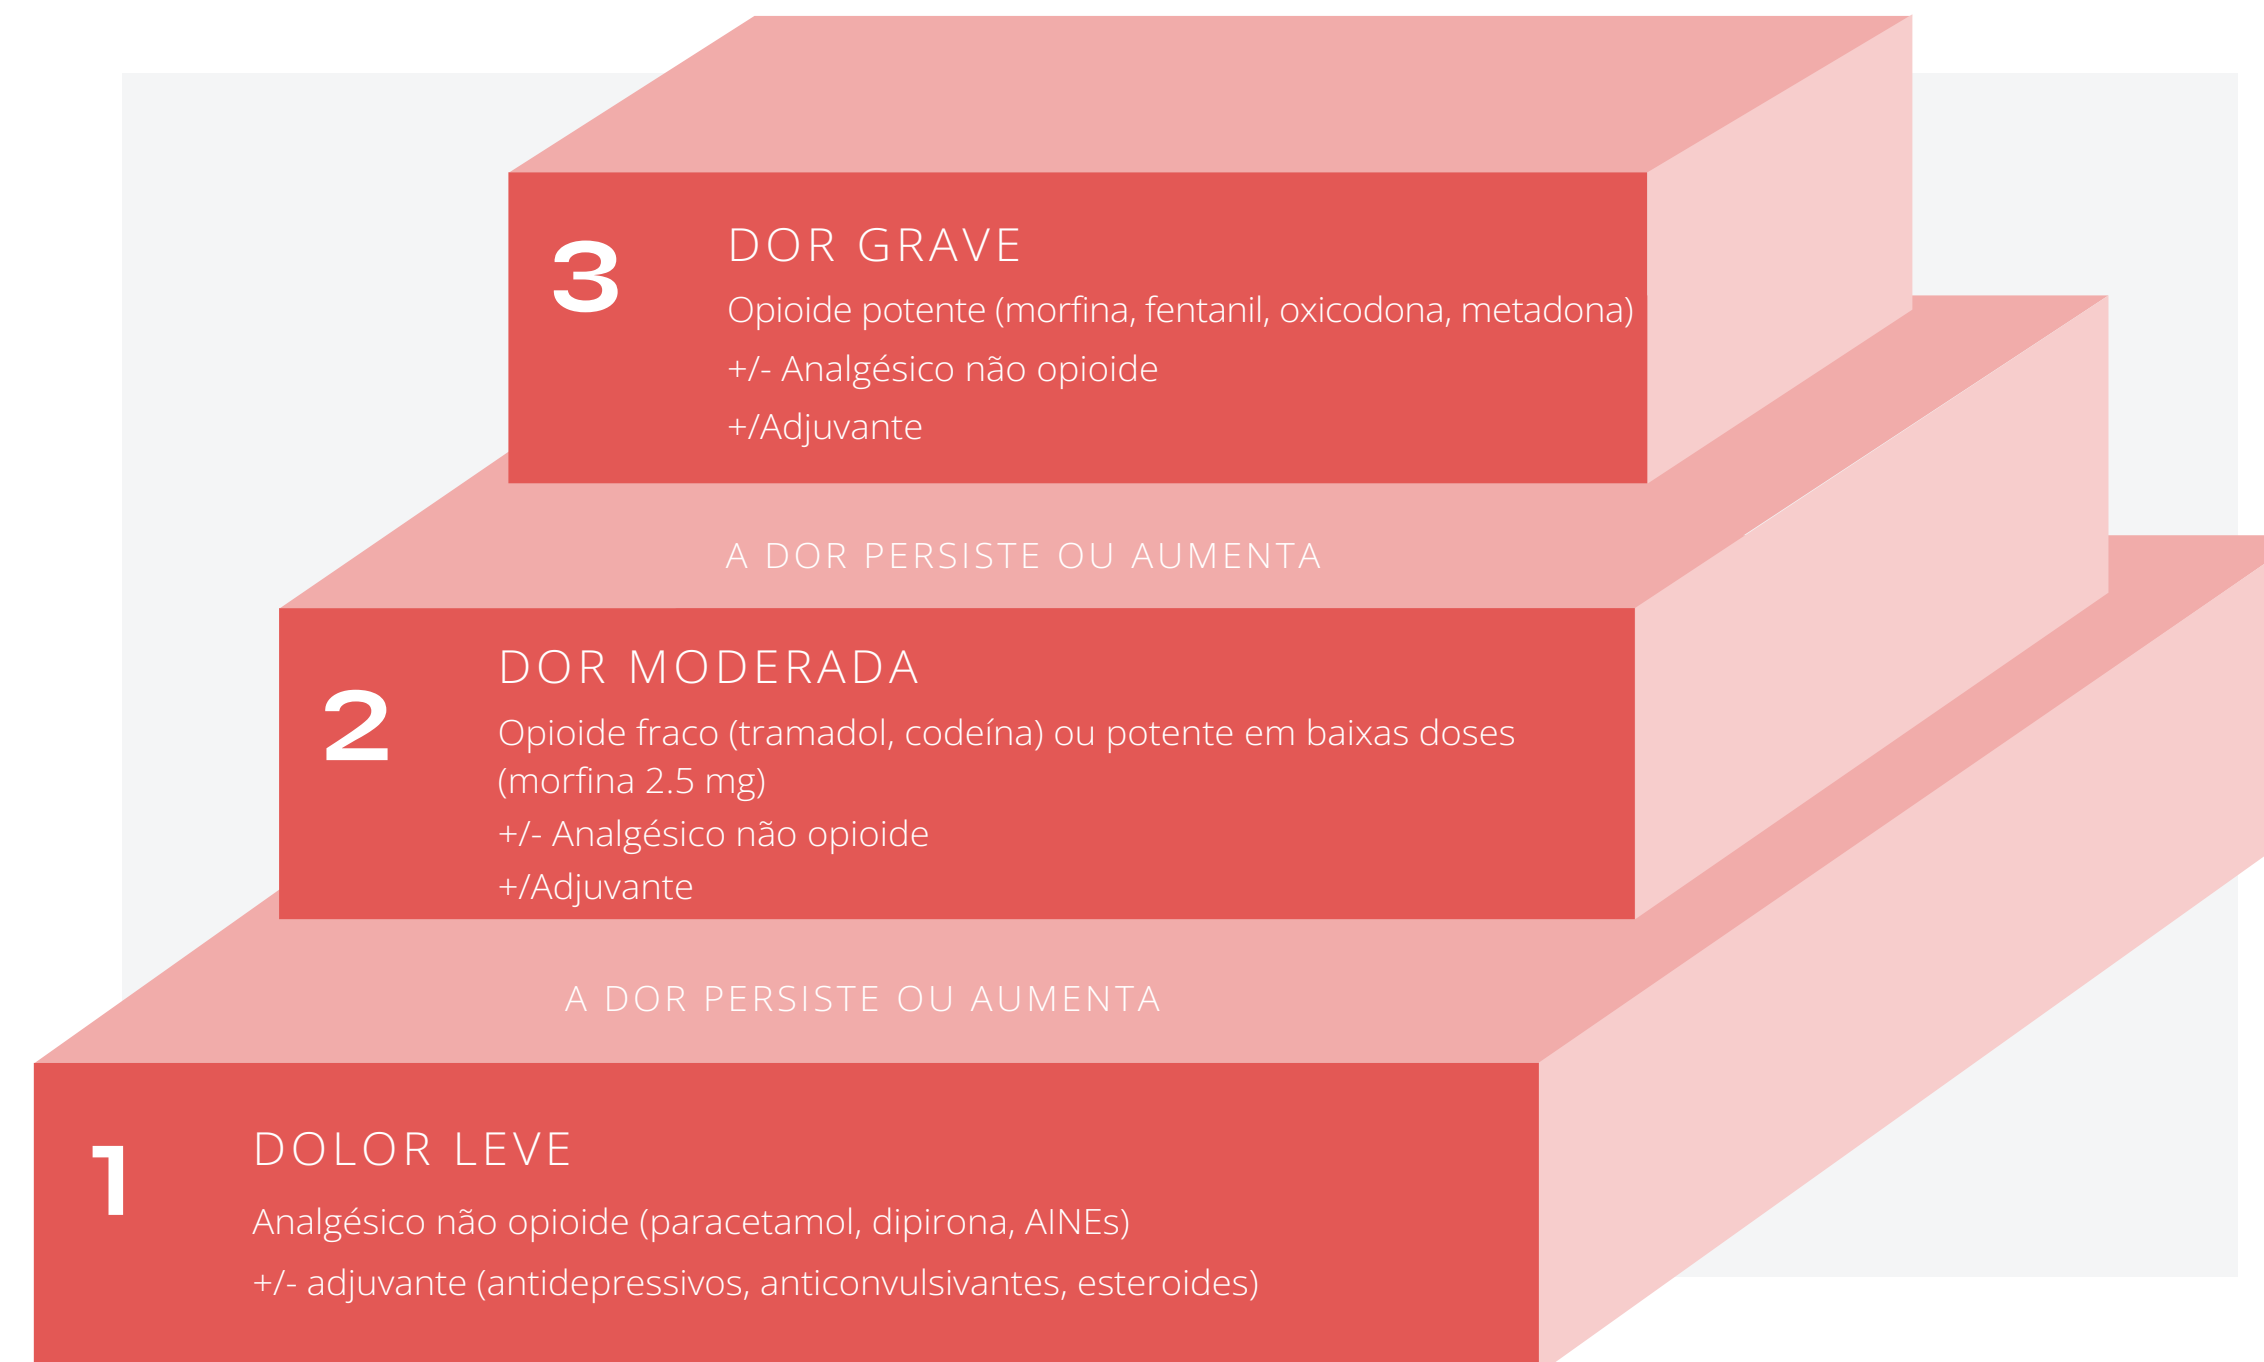 3
DOR GRAVE
Opioide potente (morfina, fentanil, oxicodona, metadona)
+/- Analgésico não opioide
+/Adjuvante
A DOR PERSISTE OU AUMENTA
2
DOR MODERADA
Opioide fraco (tramadol, codeína) ou potente em baixas doses
(morfina 2.5 mg)
+/- Analgésico não opioide
+/Adjuvante
A DOR PERSISTE OU AUMENTA
1
DOLOR LEVE
Analgésico não opioide (paracetamol, dipirona, AINEs)
+/- adjuvante (antidepressivos, anticonvulsivantes, esteroides)